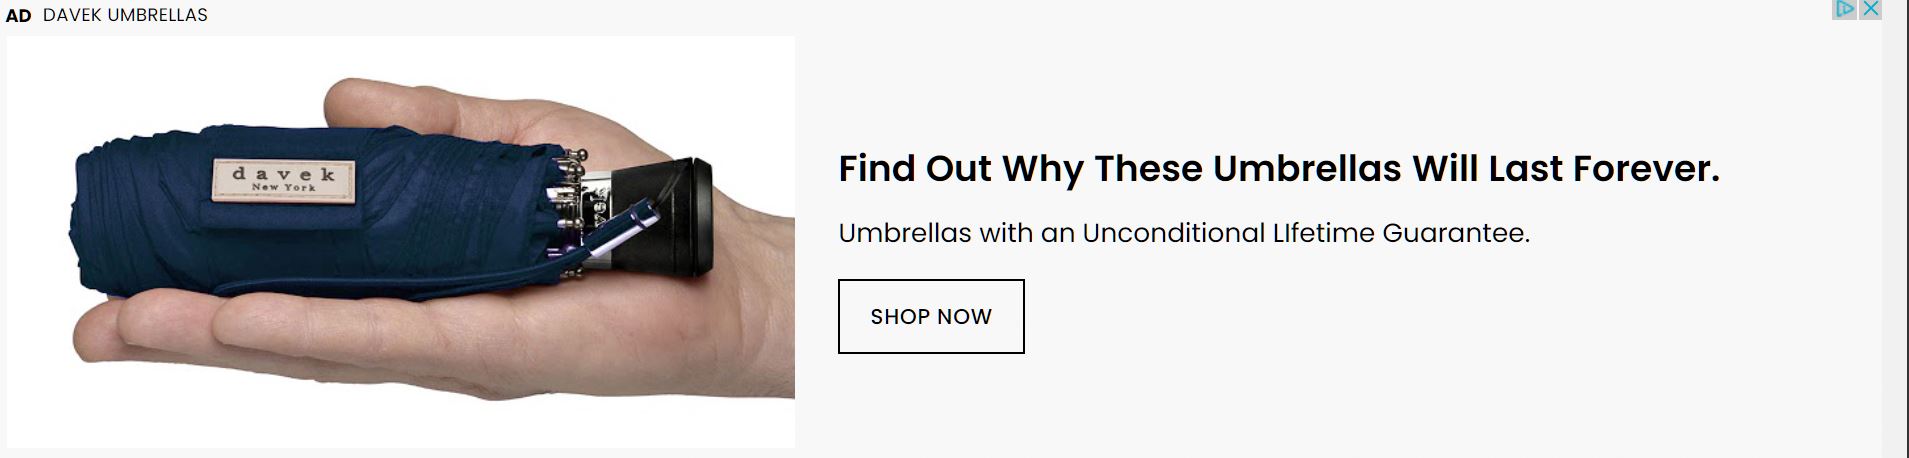 AD DAVEK UMBRELLAS
davek
New York
Find Out Why These Umbrellas Will Last Forever.
Umbrellas with an Unconditional LIfetime Guarantee.
SHOP NOW